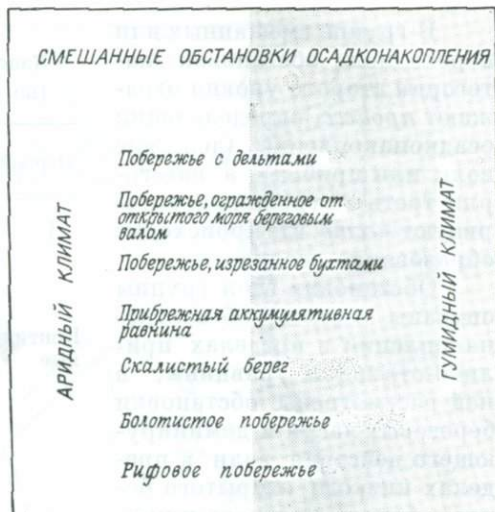 СМЕШАННЫЕ ОБСТАНОВКИ ОСАДКОНАКОПЛЕНИЯ
АРИДНЫЙ КЛИМАТ
Побережье с дельтами
Побережье, огражденное от
открытого моря береговым
валом
Побережье, изрезанное бухтами
Прибрежная аккумулятивная
равнина
Скалистый берег
Болотистое побережье
Рифовое побережье
ГУМИДНЫЙ КЛИМАТ